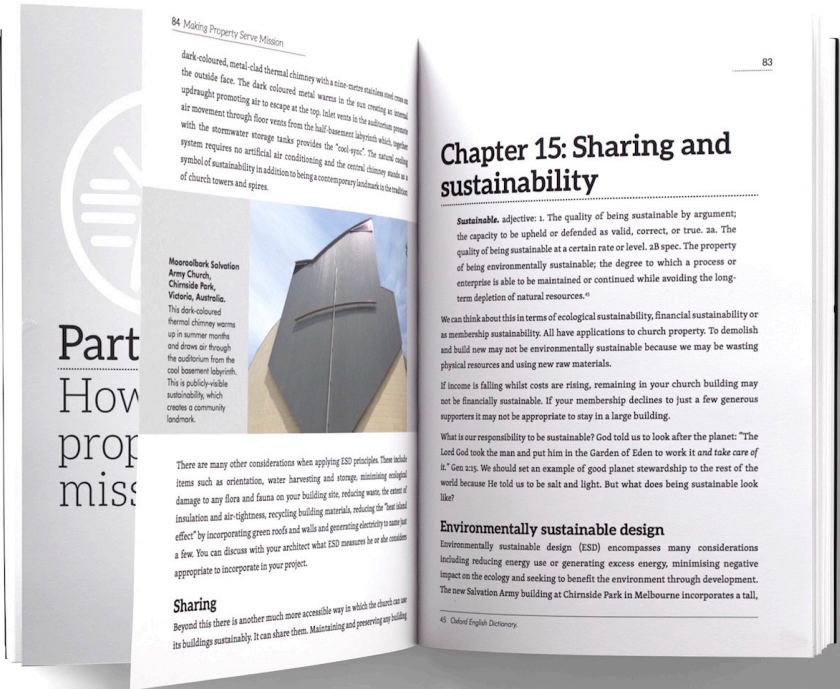 Part
How
prop
miss
84 Making Property Serve Mission
dark-coloured, metal-clad thermal chimney with a nine-metre stainless steel cross on
the outside face. The dark coloured metal warms in the sun creating an internal
updraught promoting air to escape at the top. Inlet vents in the auditorium promote
air movement through floor vents from the half-basement labyrinth which, together
with the stormwater storage tanks provides the "cool-sync". The natural cooling
system requires no artificial air conditioning and the central chimney stands as a
symbol of sustainability in addition to being a contemporary landmark in the tradition
of church towers and spires.
Mooroolbark Salvation
Army Church,
Chirnside Park,
Victoria, Australia.
This dark-coloured
thermal chimney warms
up in summer months
and draws air through
the auditorium from the
cool basement labyrinth.
This is publicly-visible
sustainability, which
creates a community
landmark.
There are many other considerations when applying ESD principles. These include
items such as orientation, water harvesting and storage, minimising ecological
damage to any flora and fauna on your building site, reducing waste, the extent of
insulation and air-tightness, recycling building materials, reducing the "heat island
effect" by incorporating green roofs and walls and generating electricity to name just
a few. You can discuss with your architect what ESD measures he or she considers
appropriate to incorporate in your project.
Sharing
Beyond this there is another much more accessible way in which the church can use
its buildings sustainably. It can share them. Maintaining and preserving any building
83
Chapter 15: Sharing and
sustainability
Sustainable. adjective: 1. The quality of being sustainable by argument;
the capacity to be upheld or defended as valid, correct, or true. 2a. The
quality of being sustainable at a certain rate or level. 2B spec. The property
of being environmentally sustainable; the degree to which a process or
enterprise is able to be maintained or continued while avoiding the long-
term depletion of natural resources.45
We can think about this in terms of ecological sustainability, financial sustainability or
as membership sustainability. All have applications to church property. To demolish
and build new may not be environmentally sustainable because we may be wasting
physical resources and using new raw materials.
If income is falling whilst costs are rising, remaining in your church building may
not be financially sustainable. If your membership declines to just a few generous
supporters it may not be appropriate to stay in a large building.
What is our responsibility to be sustainable? God told us to look after the planet: "The
Lord God took the man and put him in the Garden of Eden to work it and take care of
it." Gen 2:15. We should set an example of good planet stewardship to the rest of the
world because He told us to be salt and light. But what does being sustainable look
like?
Environmentally sustainable design
Environmentally sustainable design (ESD) encompasses many considerations
including reducing energy use or generating excess energy, minimising negative
impact on the ecology and seeking to benefit the environment through development.
The new Salvation Army building at Chirnside Park in Melbourne incorporates a tall,
45 Oxford English Dictionary.